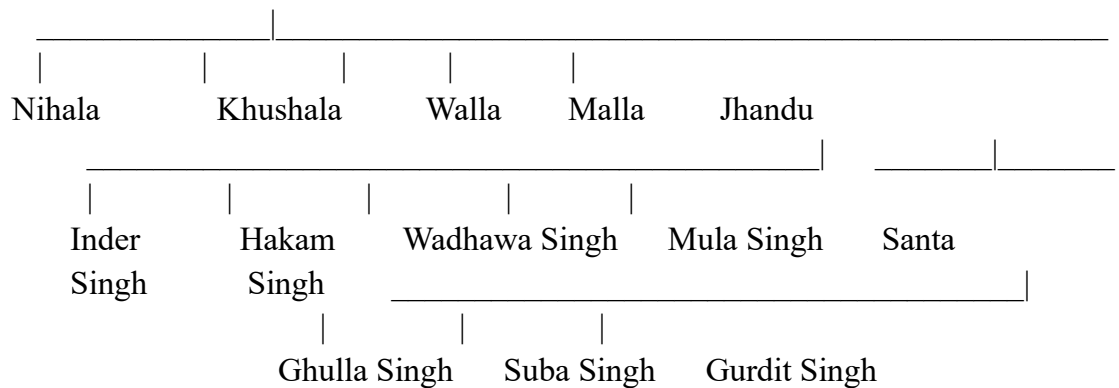 Nihala Khushala Walla Malla Jhandu
Inder Hakam Wadhawa Singh Mula Singh Santa
Singh Singh
Ghulla Singh Suba Singh Gurdit Singh